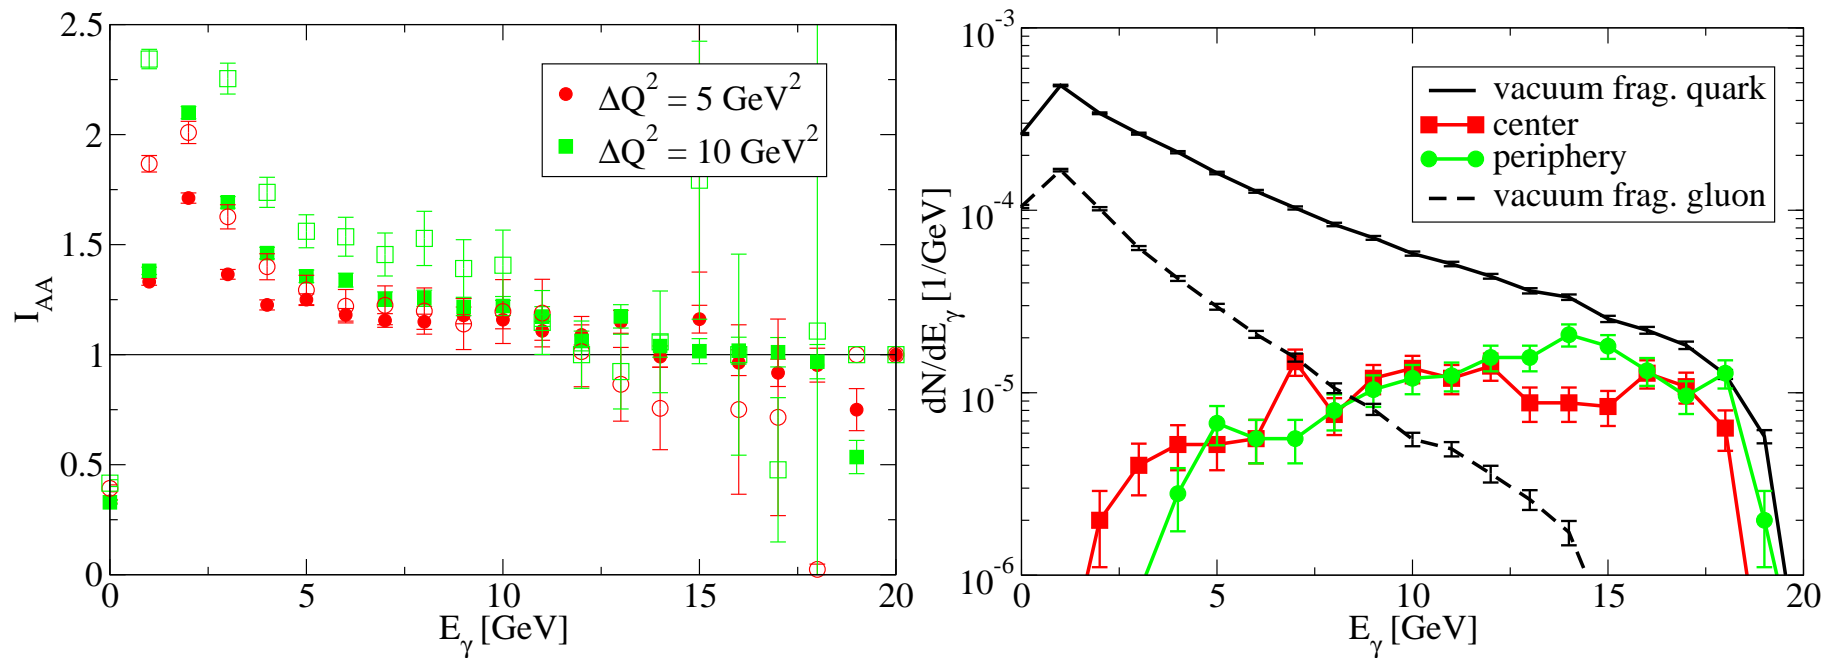 2.5
2
1.5
1
0.5
0
I_AA
ΔQ^2 = 5 GeV^2
ΔQ^2 = 10 GeV^2
0 5 10 15 20
E_γ [GeV]
10^-3
10^-4
10^-5
10^-6
dN/dE_γ [1/GeV]
vacuum frag. quark
center
periphery
vacuum frag. gluon
0 5 10 15 20
E_γ [GeV]